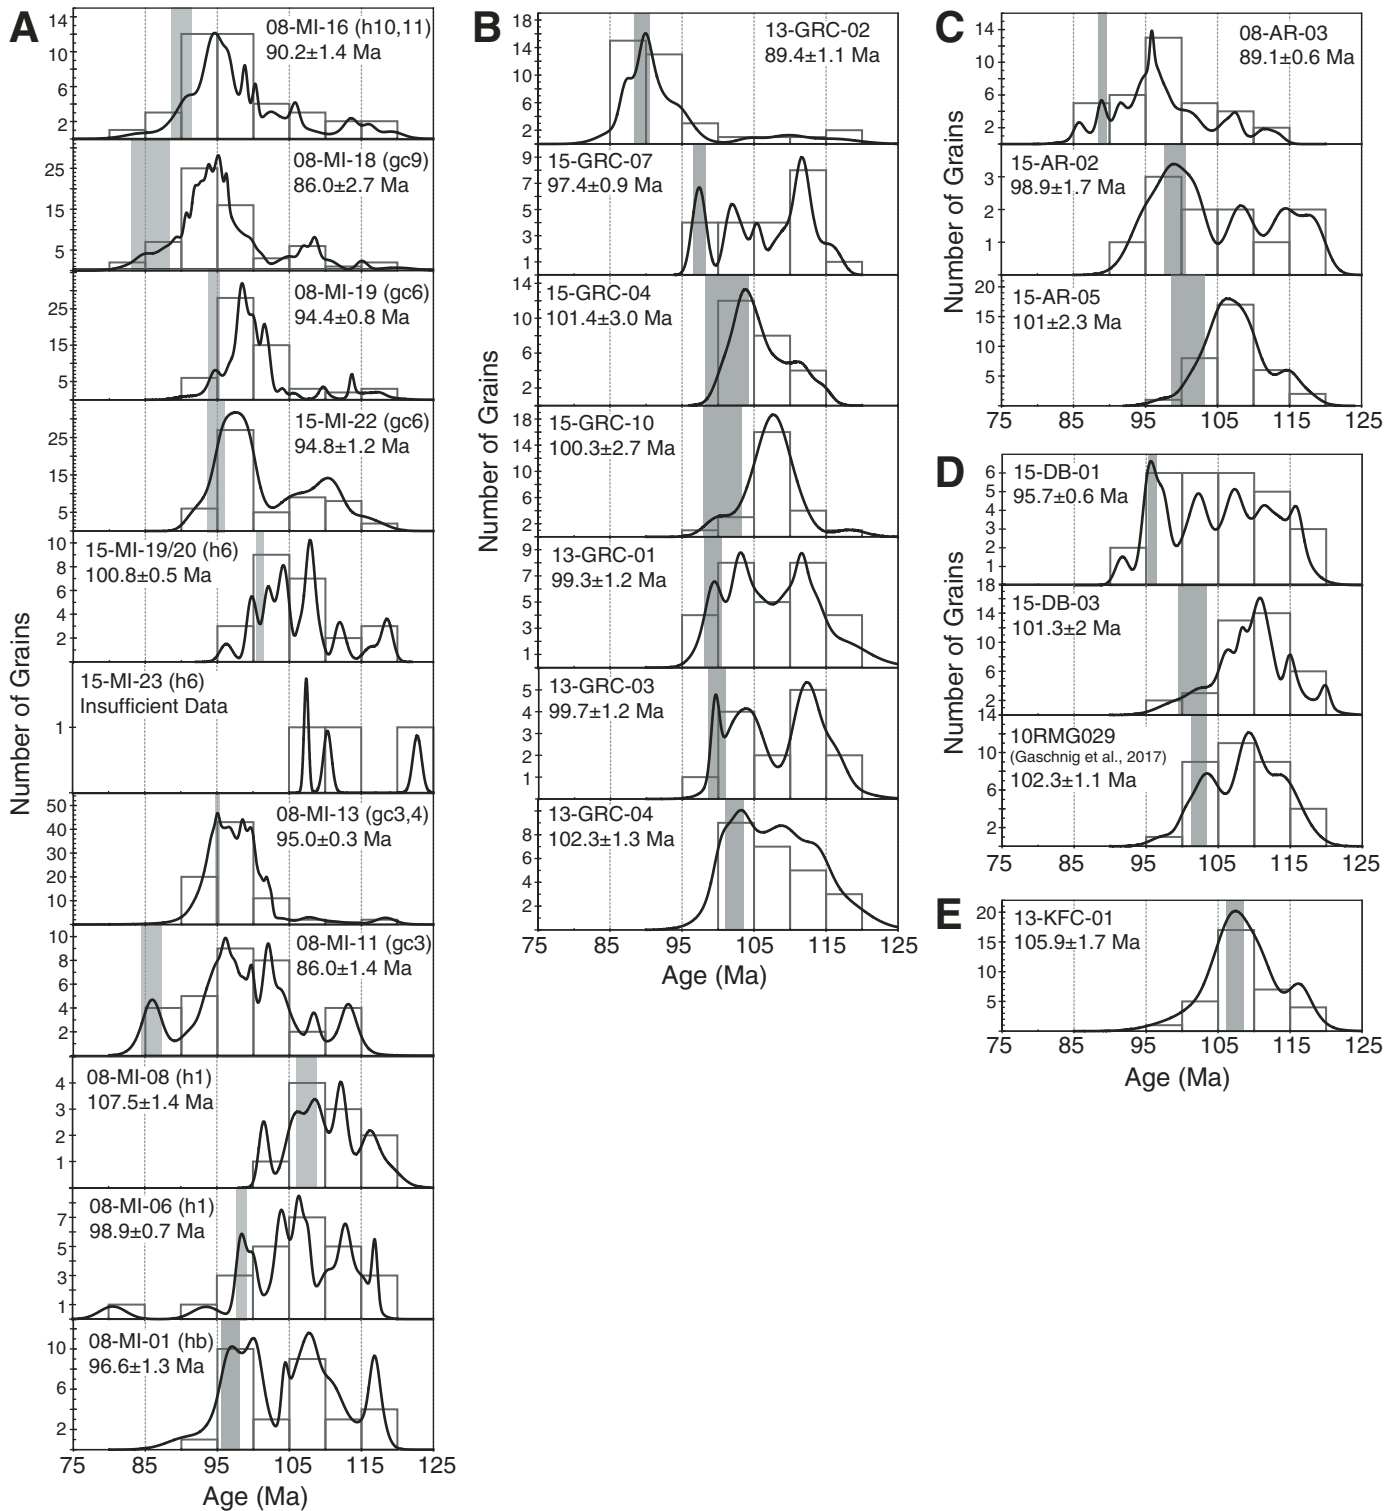 A
Number of Grains
14
10
6
2
08-MI-16 (h10,11)
90.2±1.4 Ma
25
15
5
08-MI-18 (gc9)
86.0±2.7 Ma
25
15
5
08-MI-19 (gc6)
94.4±0.8 Ma
25
15
5
15-MI-22 (gc6)
94.8±1.2 Ma
10
8
6
4
2
15-MI-19/20 (h6)
100.8±0.5 Ma
1
15-MI-23 (h6)
Insufficient Data
50
40
30
20
10
08-MI-13 (gc3,4)
95.0±0.3 Ma
10
8
6
4
2
08-MI-11 (gc3)
86.0±1.4 Ma
4
3
2
1
08-MI-08 (h1)
107.5±1.4 Ma
7
5
3
1
08-MI-06 (h1)
98.9±0.7 Ma
10
6
2
08-MI-01 (hb)
96.6±1.3 Ma
75 85 95 105 115 125
Age (Ma)
B
Number of Grains
18
14
10
6
2
13-GRC-02
89.4±1.1 Ma
9
7
5
3
1
15-GRC-07
97.4±0.9 Ma
14
10
6
2
15-GRC-04
101.4±3.0 Ma
18
14
10
6
2
15-GRC-10
100.3±2.7 Ma
9
7
5
3
1
13-GRC-01
99.3±1.2 Ma
5
4
3
2
1
13-GRC-03
99.7±1.2 Ma
8
6
4
2
13-GRC-04
102.3±1.3 Ma
75 85 95 105 115 125
Age (Ma)
C
Number of Grains
14
10
6
2
08-AR-03
89.1±0.6 Ma
3
2
1
15-AR-02
98.9±1.7 Ma
20
15
10
5
15-AR-05
101±2.3 Ma
75 85 95 105 115 125
D
Number of Grains
6
5
4
3
2
1
15-DB-01
95.7±0.6 Ma
18
14
10
6
2
15-DB-03
101.3±2 Ma
14
10
6
2
10RMG029
(Gaschnig et al., 2017)
102.3±1.1 Ma
75 85 95 105 115 125
E
20
15
10
5
13-KFC-01
105.9±1.7 Ma
75 85 95 105 115 125
Age (Ma)